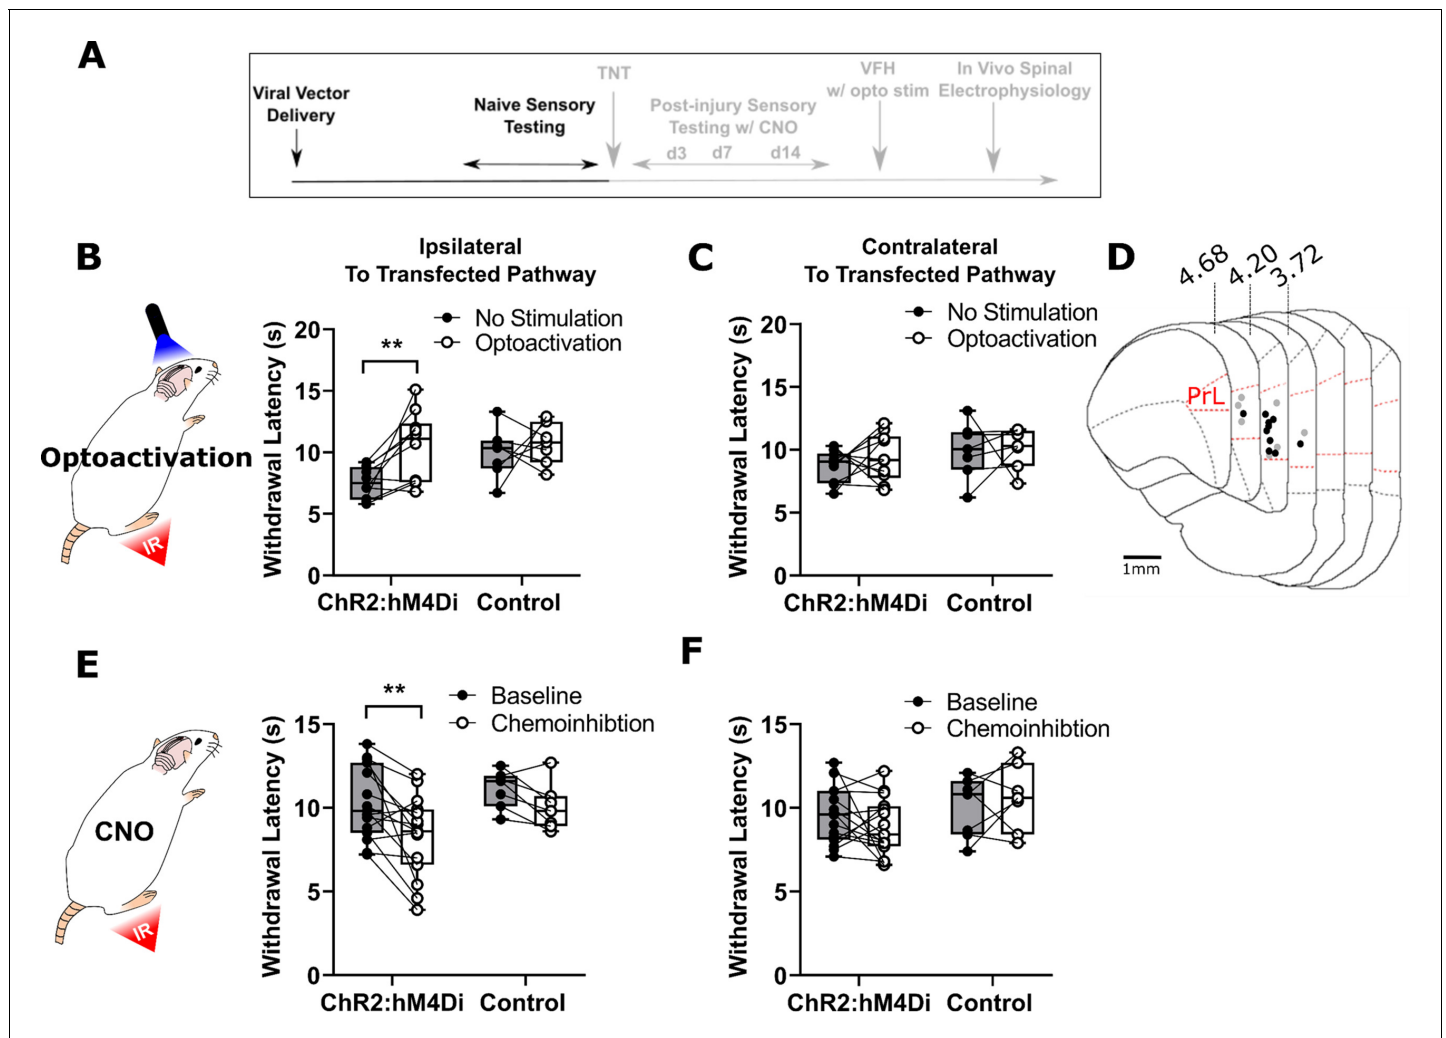 A
Viral Vector
Delivery
Naive Sensory
Testing
TNT
Post-injury Sensory
Testing w/ CNO
d3 d7 d14
VFH
w/ opto stim
In Vivo Spinal
Electrophysiology
B
Ipsilateral
To Transfected Pathway
No Stimulation
Optoactivation
Optoactivation
IR
Withdrawal Latency (s)
20
15
10
5
0
**
ChR2:hM4Di Control
C
Contralateral
To Transfected Pathway
No Stimulation
Optoactivation
Withdrawal Latency (s)
20
15
10
5
0
ChR2:hM4Di Control
D
4.68 4.20 3.72
PrL
1mm
E
CNO
IR
Baseline
Chemoinhibtion
Withdrawal Latency (s)
15
10
5
0
**
ChR2:hM4Di Control
F
Baseline
Chemoinhibtion
Withdrawal Latency (s)
15
10
5
0
ChR2:hM4Di Control